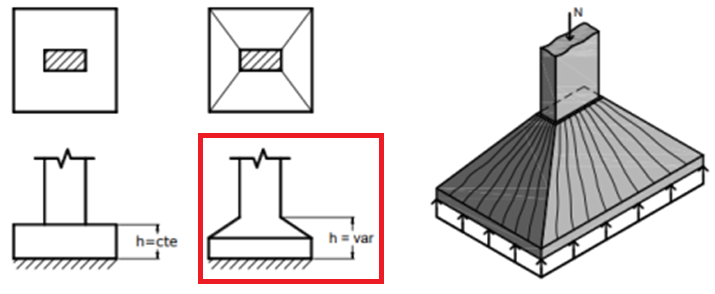 N
h=cte
h = var